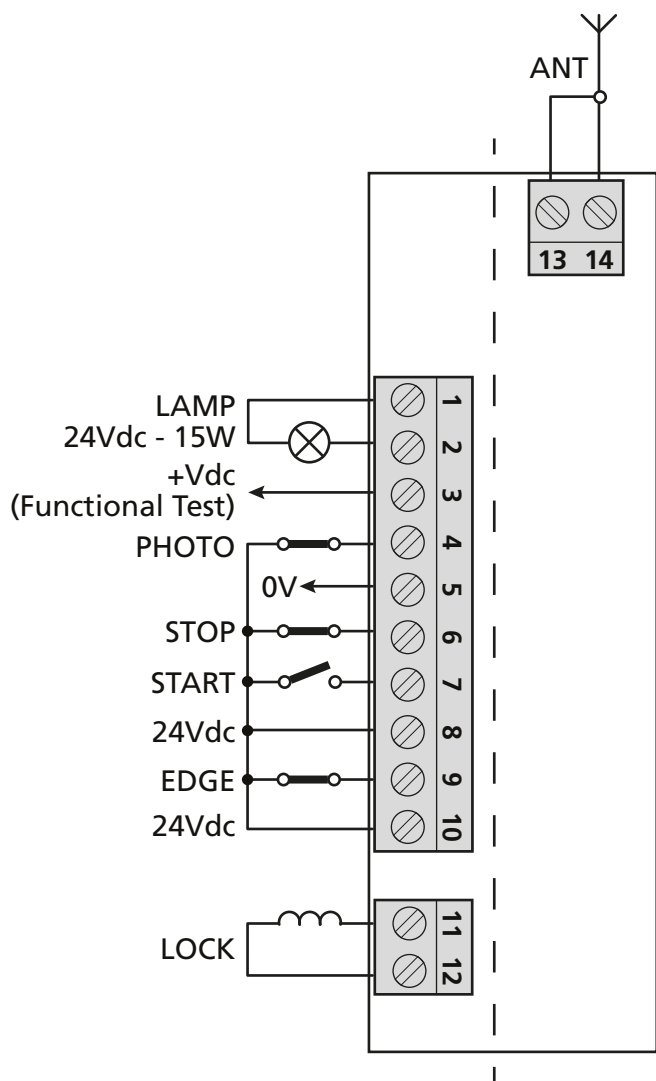 ANT
13 14
LAMP
24Vdc - 15W
+Vdc
(Functional Test)
PHOTO
0V
STOP
START
24Vdc
EDGE
24Vdc
1
2
3
4
5
6
7
8
9
10
LOCK
11
12